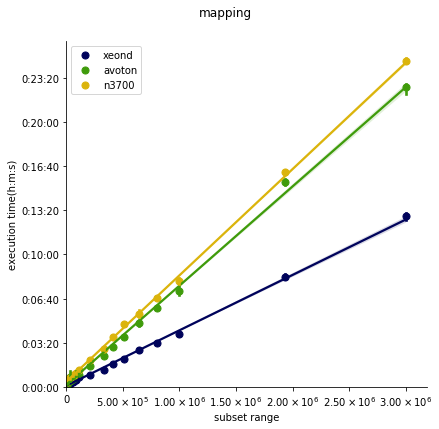 mapping
xeond
avoton
n3700
0:23:20
0:20:00
0:16:40
0:13:20
0:10:00
0:06:40
0:03:20
0:00:00
execution time(h:m:s)
0 5.00 × 10⁵ 1.00 × 10⁶ 1.50 × 10⁶ 2.00 × 10⁶ 2.50 × 10⁶ 3.00 × 10⁶
subset range